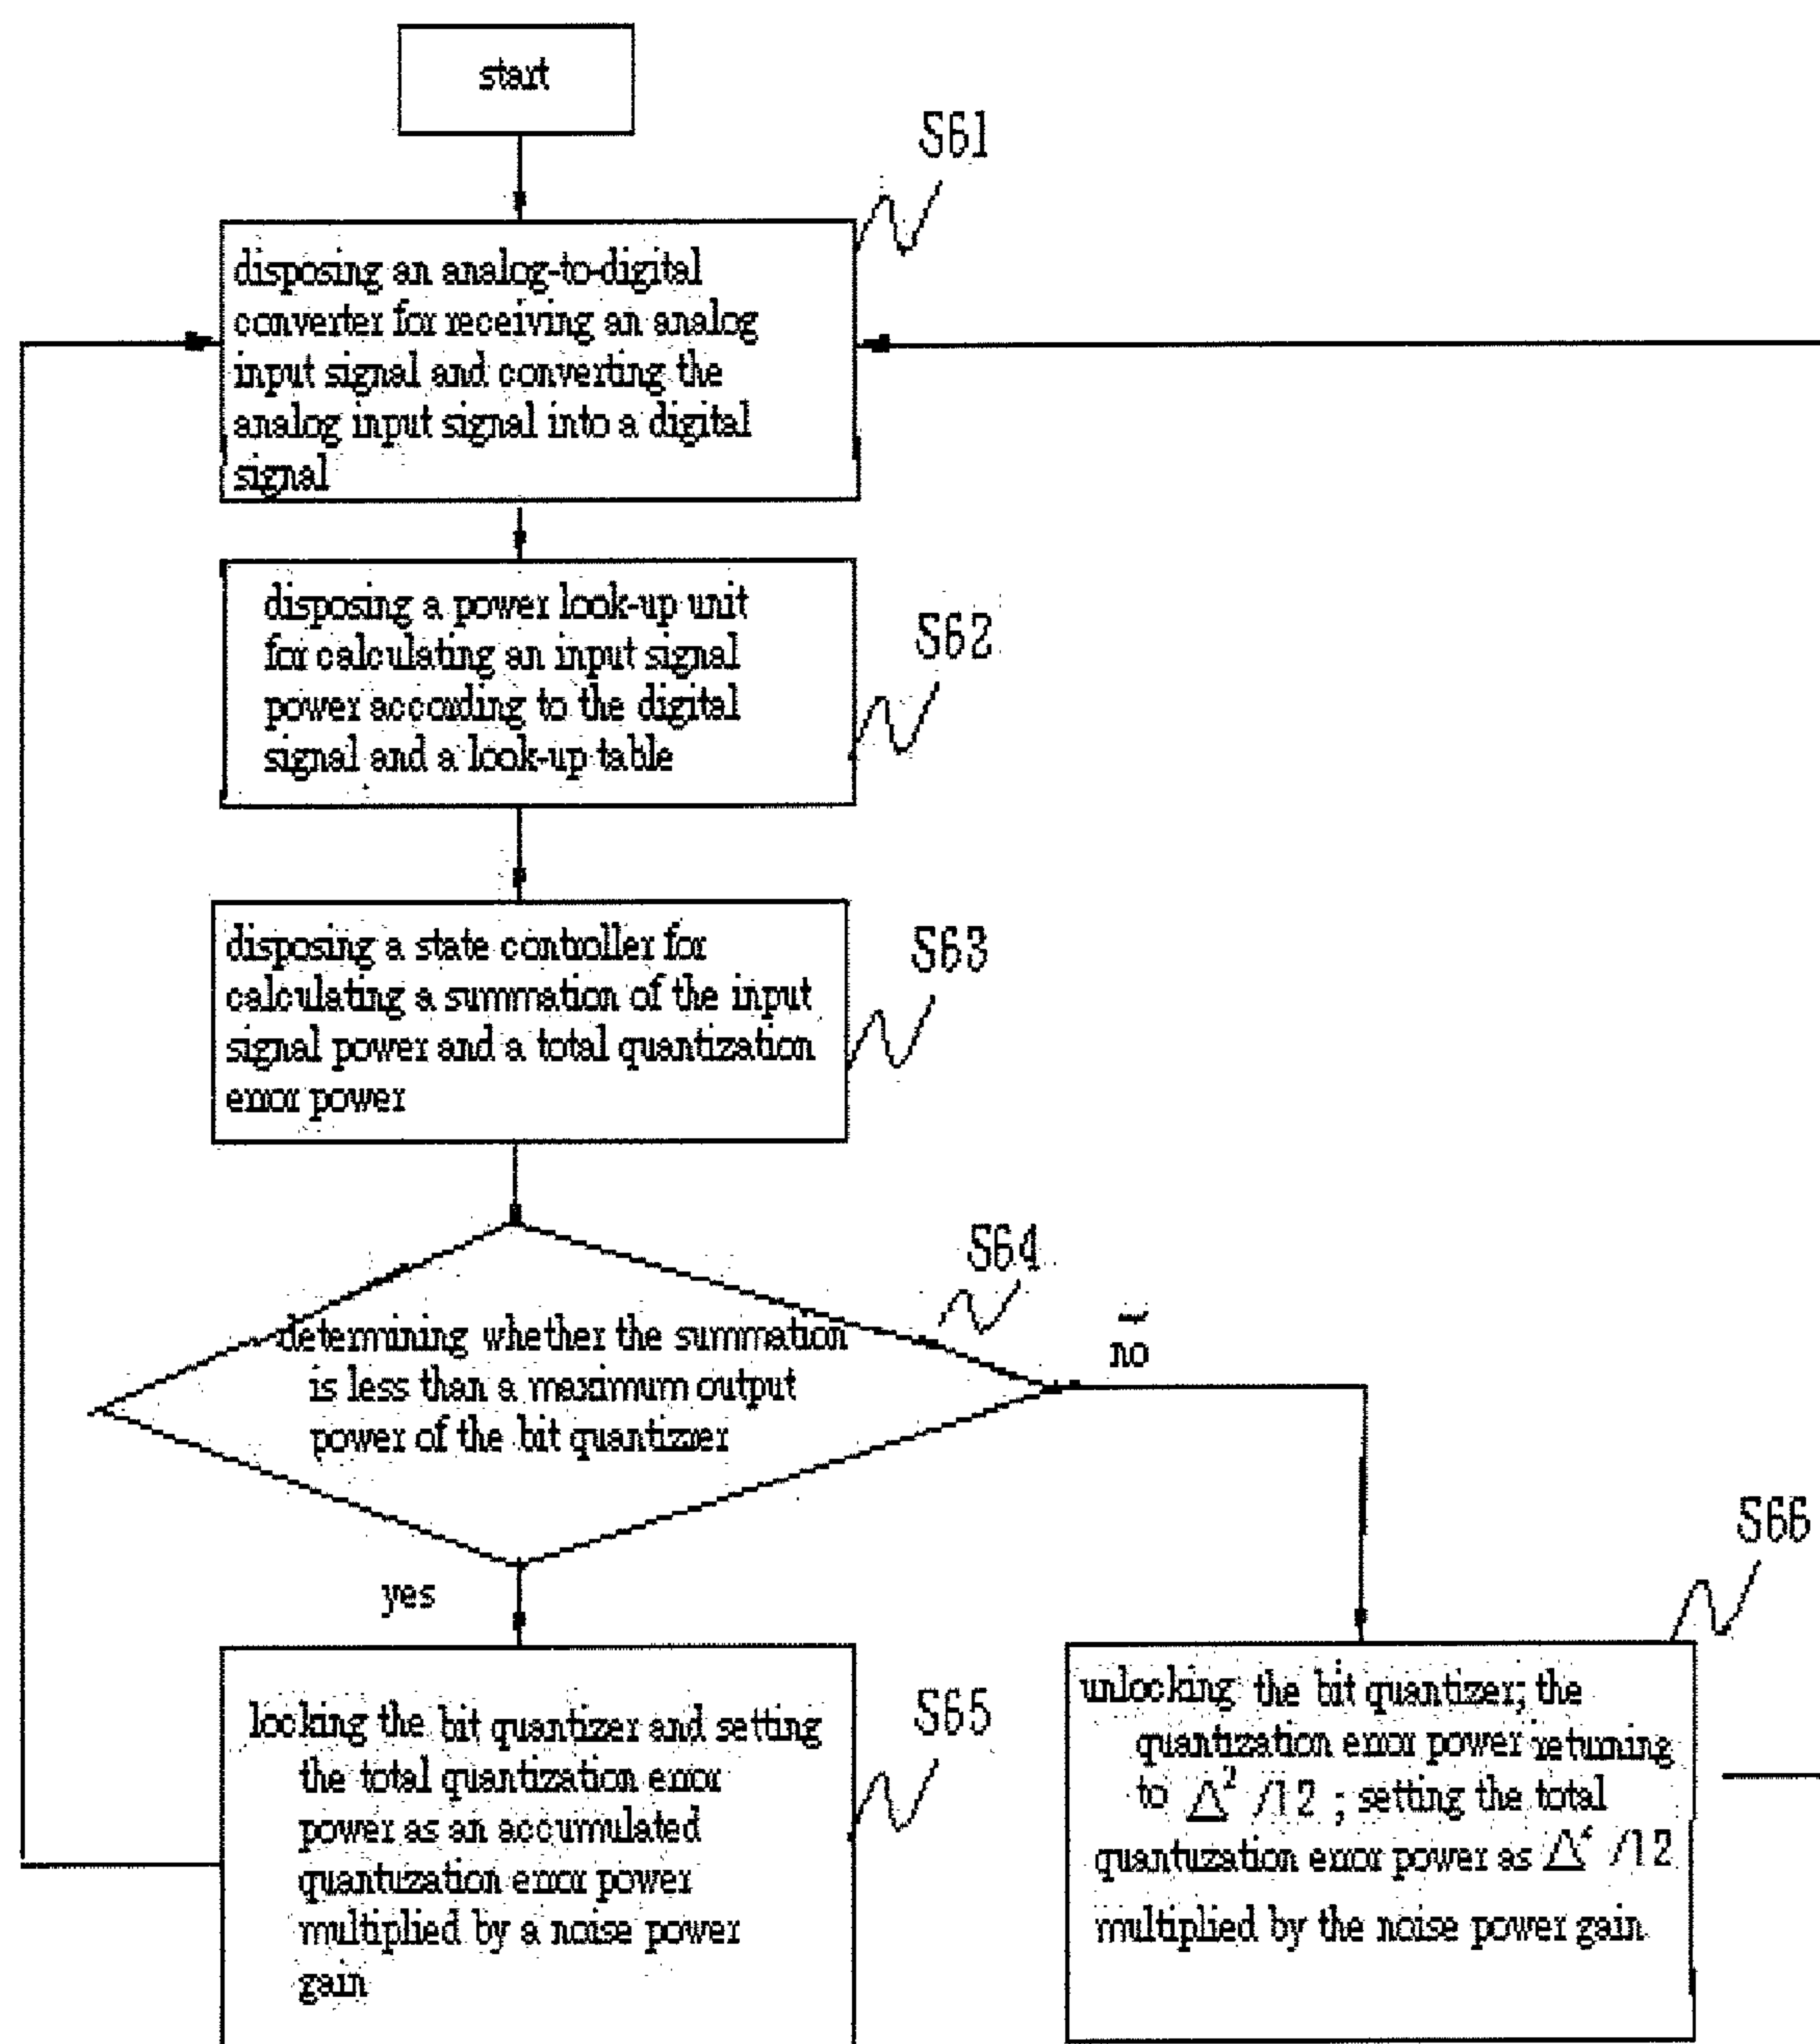 start
S61
disposing an analog-to-digital
converter for receiving an analog
input signal and converting the
analog input signal into a digital
signal
S62
disposing a power look-up unit
for calculating an input signal
power according to the digital
signal and a look-up table
S63
disposing a state controller for
calculating a summation of the input
signal power and a total quantization
error power
S64
determining whether the summation
is less than a maximum output
power of the bit quantizzer
no
yes
S65
locking the bit quantizer and setting
the total quantization error
power as an accumulated
quantuzation error power
multiplied by a noise power
gain
S66
unlocking the bit quantizer; the
quantization error power returning
to Δ² /12 ; setting the total
quantuzation error power as Δ² /12
multiplied by the noise power gain.